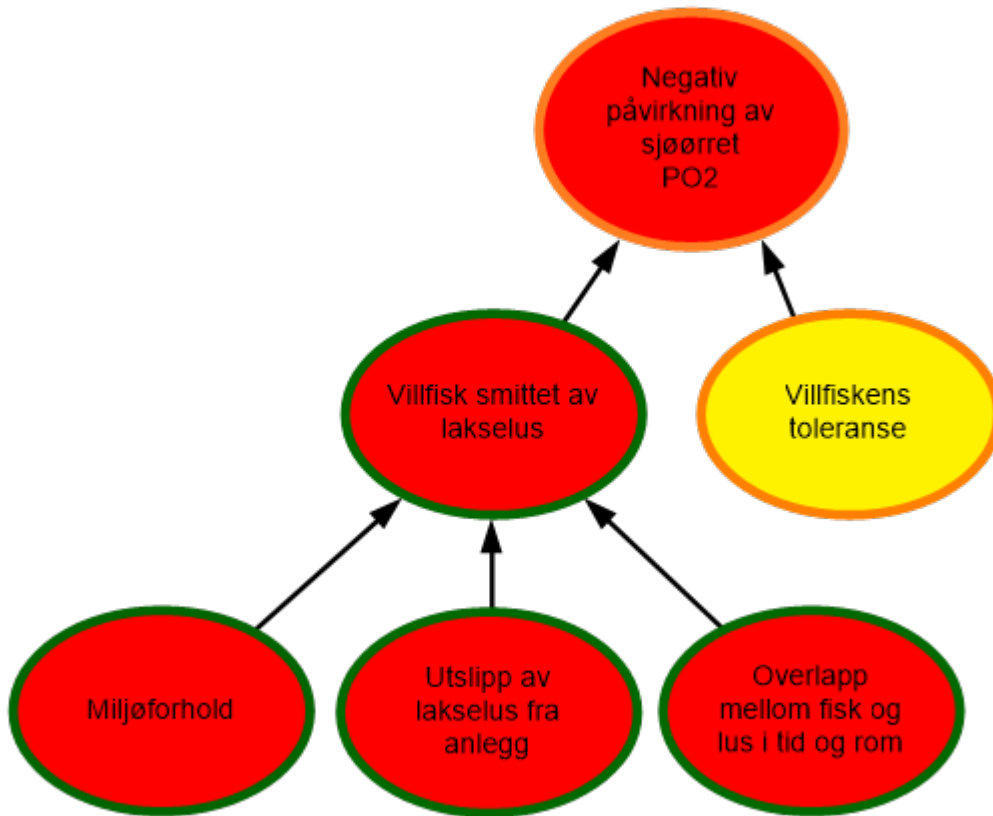 Negativ
påvirkning av
sjøørret
PO2
Villfisk smittet av
lakselus
Villfiskens
toleranse
Miljøforhold
Utslipp av
lakselus fra
anlegg
Overlapp
mellom fisk og
lus i tid og rom